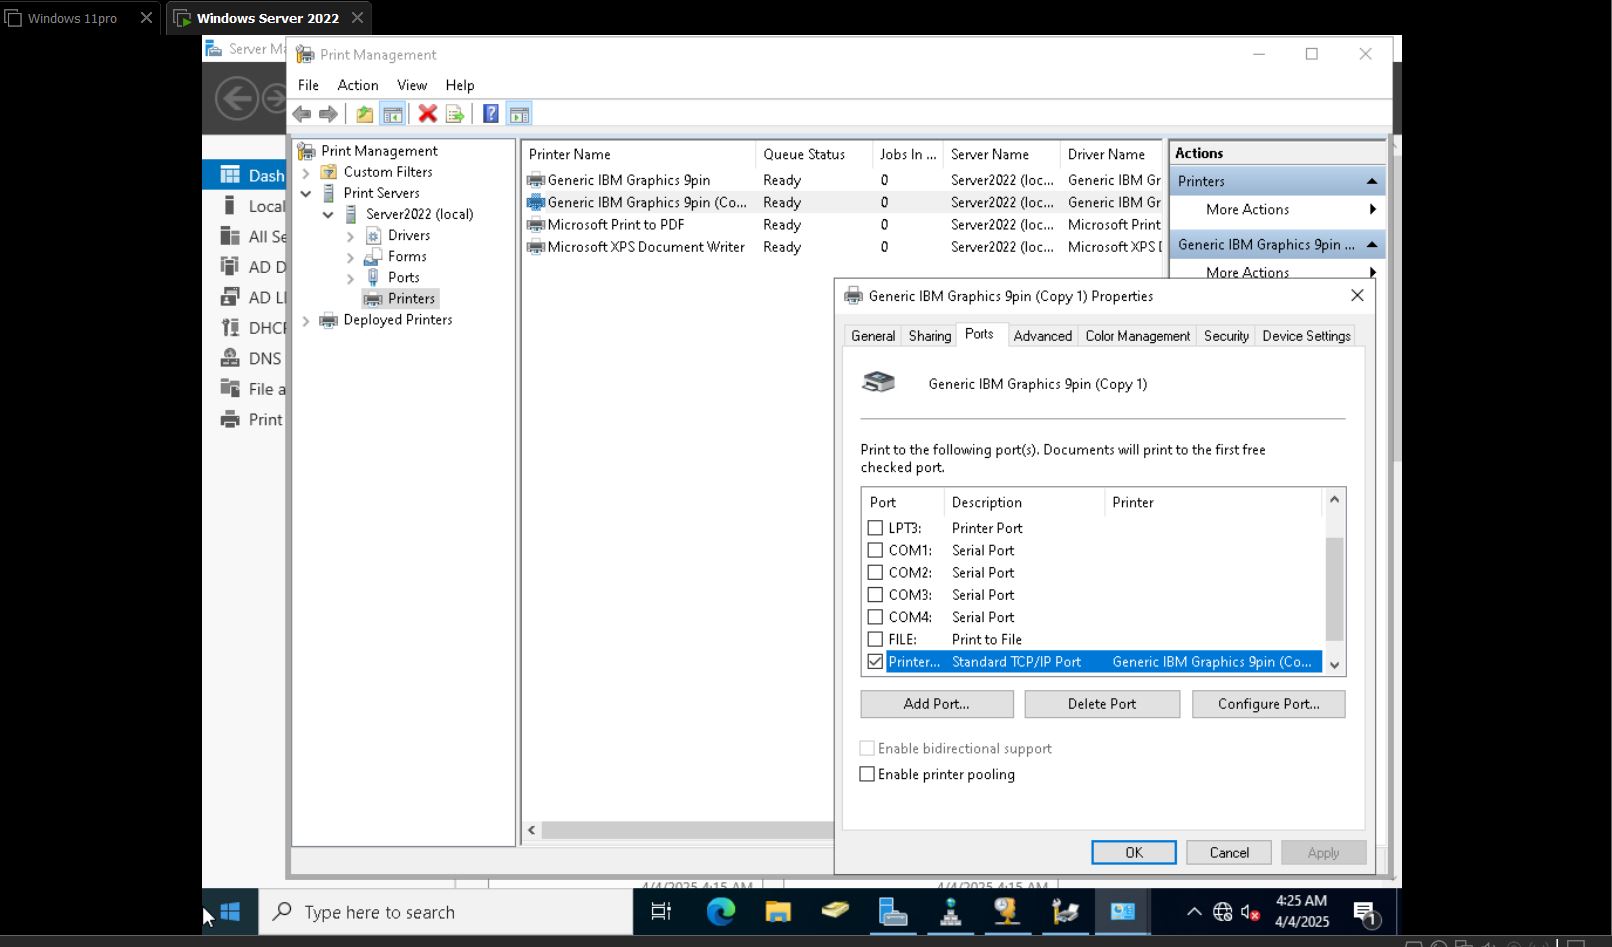 Windows 11pro
Windows Server 2022
Server Ma
Print Management
File Action View Help
Dash
Local
All Se
AD D
AD LI
DHCP
DNS
File a
Print
Print Management
Custom Filters
Print Servers
Server2022 (local)
Drivers
Forms
Ports
Printers
Deployed Printers
Printer Name Queue Status Jobs In ... Server Name Driver Name
Generic IBM Graphics 9pin Ready 0 Server2022 (loc... Generic IBM Gr
Generic IBM Graphics 9pin (Co... Ready 0 Server2022 (loc... Generic IBM Gr
Microsoft Print to PDF Ready 0 Server2022 (loc... Microsoft Print
Microsoft XPS Document Writer Ready 0 Server2022 (loc... Microsoft XPS D
Actions
Printers
More Actions
Generic IBM Graphics 9pin ...
More Actions
Generic IBM Graphics 9pin (Copy 1) Properties
General Sharing Ports Advanced Color Management Security Device Settings
Generic IBM Graphics 9pin (Copy 1)
Print to the following port(s). Documents will print to the first free
checked port.
Port Description Printer
LPT3: Printer Port
COM1: Serial Port
COM2: Serial Port
COM3: Serial Port
COM4: Serial Port
FILE: Print to File
Printer... Standard TCP/IP Port Generic IBM Graphics 9pin (Co...
Add Port... Delete Port Configure Port...
Enable bidirectional support
Enable printer pooling
OK Cancel Apply
4/4/2025 4:15 AM 4/4/2025 4:15 AM
Type here to search
4:25 AM
4/4/2025
1